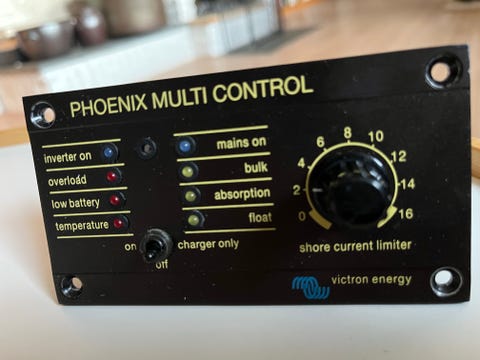 PHOENIX MULTI CONTROL
inverter on
overload
low battery
temperature
mains on
bulk
absorption
float
on
off
charger only
0
2
4
6
8
10
12
14
16
shore current limiter
victron energy